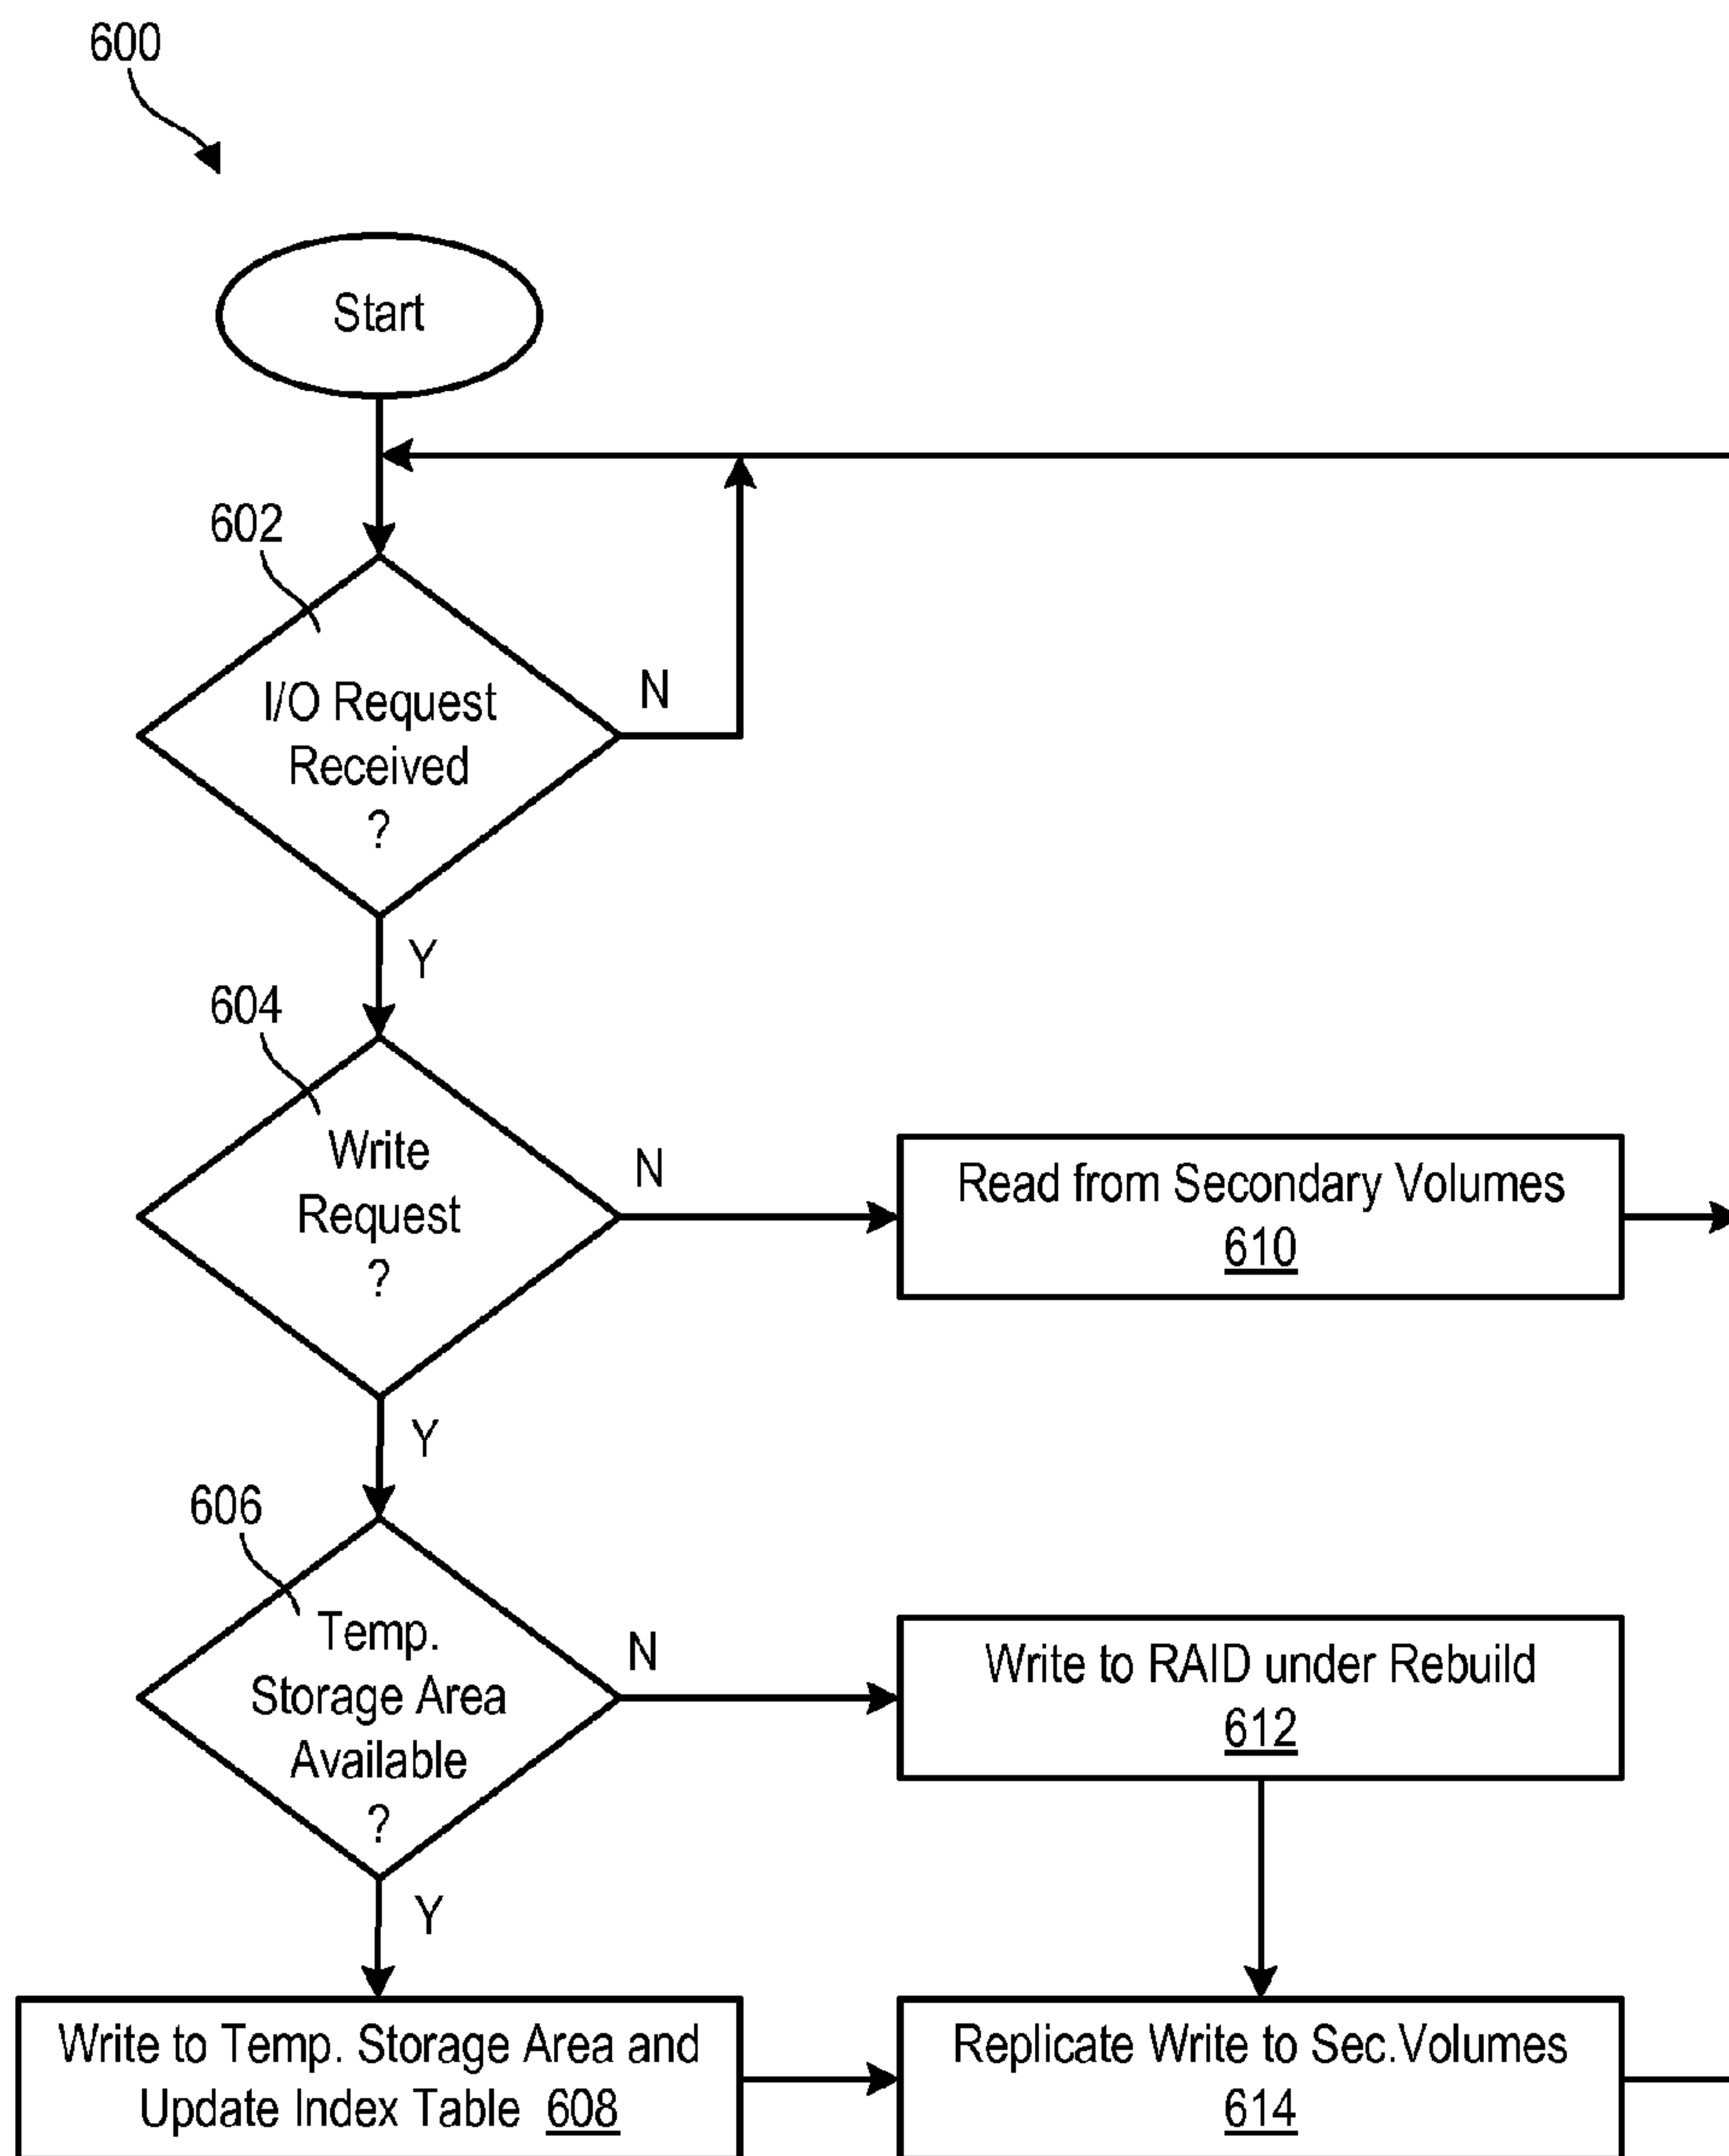 600
Start
602
I/O Request
Received
?
N
Y
604
Write
Request
?
N
Read from Secondary Volumes
610
Y
606
Temp.
Storage Area
Available
?
N
Write to RAID under Rebuild
612
Y
Write to Temp. Storage Area and
Update Index Table 608
Replicate Write to Sec.Volumes
614